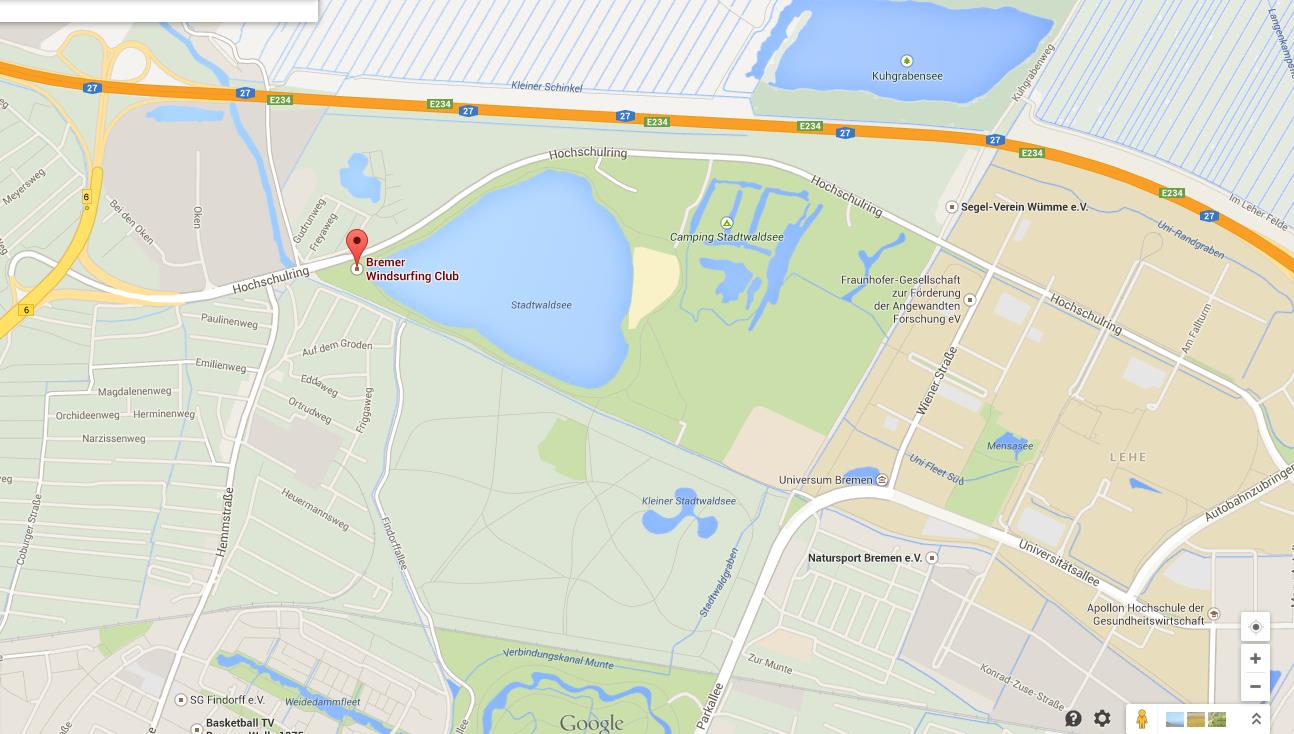 Langenkampsee
Kuhgrabensee
Kuhgrabenweg
Kleiner Schinkel
27
27
E234
E234
27
27
E234
E234
27
27
E234
E234
27
Im Leher Felde
Hochschulring
Hochschulring
Meyersweg
6
Bei den Oken
Oken
Gudrunweg
Freyaweg
Segel-Verein Wümme e.V.
Uni-Randgraben
Camping Stadtwaldsee
Bremer
Windsurfing Club
Hochschulring
Stadtwaldsee
Fraunhofer-Gesellschaft
zur Förderung
der Angewandten
Forschung eV
Hochschulring
Am Fallturm
6
Paulinenweg
Auf dem Groden
Emilienweg
Eddaweg
Magdalenenweg
Ortrudweg
Friggaweg
Wiener Straße
Orchideenweg
Herminenweg
Narzissenweg
Mensasee
LEHE
Uni Fleet Süd
Universum Bremen
Autobahnzubringer
Kleiner Stadtwaldsee
Heuermannsweg
Hemmstraße
Coburger Straße
Findorffallee
Stadtwaldgraben
Universitätsallee
Natursport Bremen e.V.
Apollon Hochschule der
Gesundheitswirtschaft
Verbindungskanal Munte
Zur Munte
Konrad-Zuse-Straße
Parkallee
SG Findorff e.V.
Weidedammfleet
Basketball TV
Google